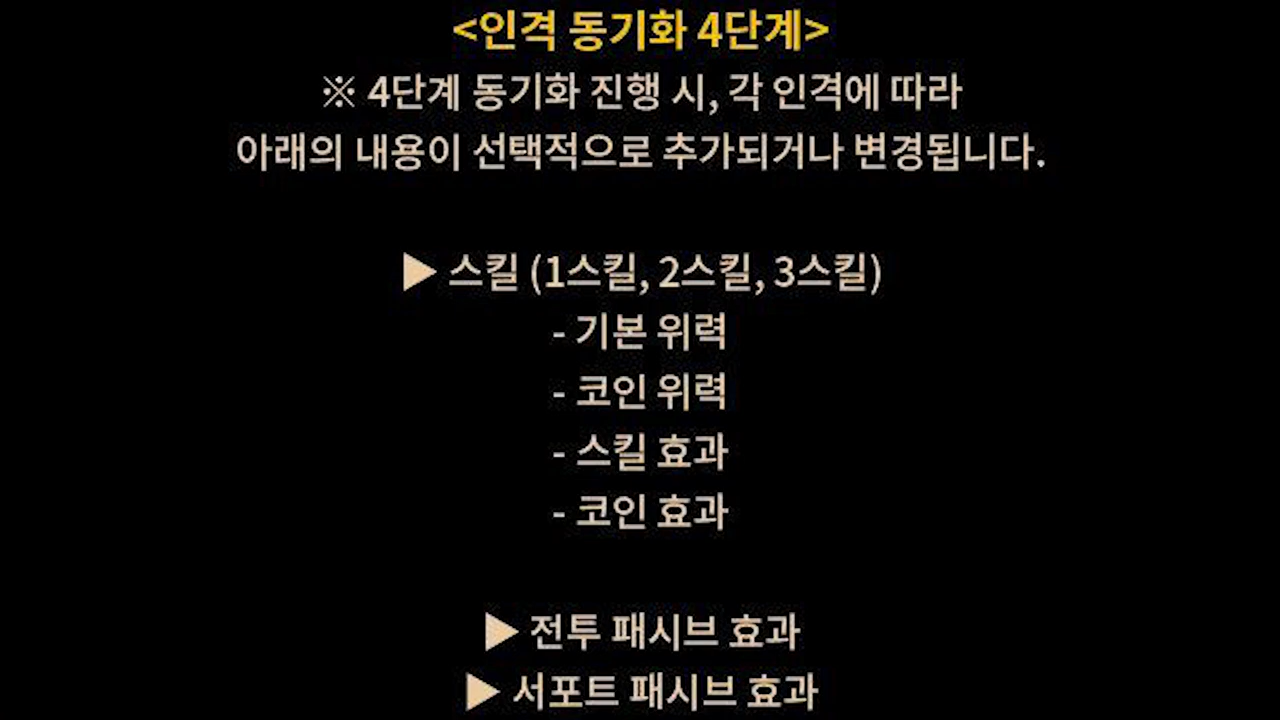 <인격 동기화 4단계>
※ 4단계 동기화 진행 시, 각 인격에 따라
아래의 내용이 선택적으로 추가되거나 변경됩니다.
▶ 스킬 (1스킬, 2스킬, 3스킬)
- 기본 위력
- 코인 위력
- 스킬 효과
- 코인 효과
▶ 전투 패시브 효과
▶ 서포트 패시브 효과